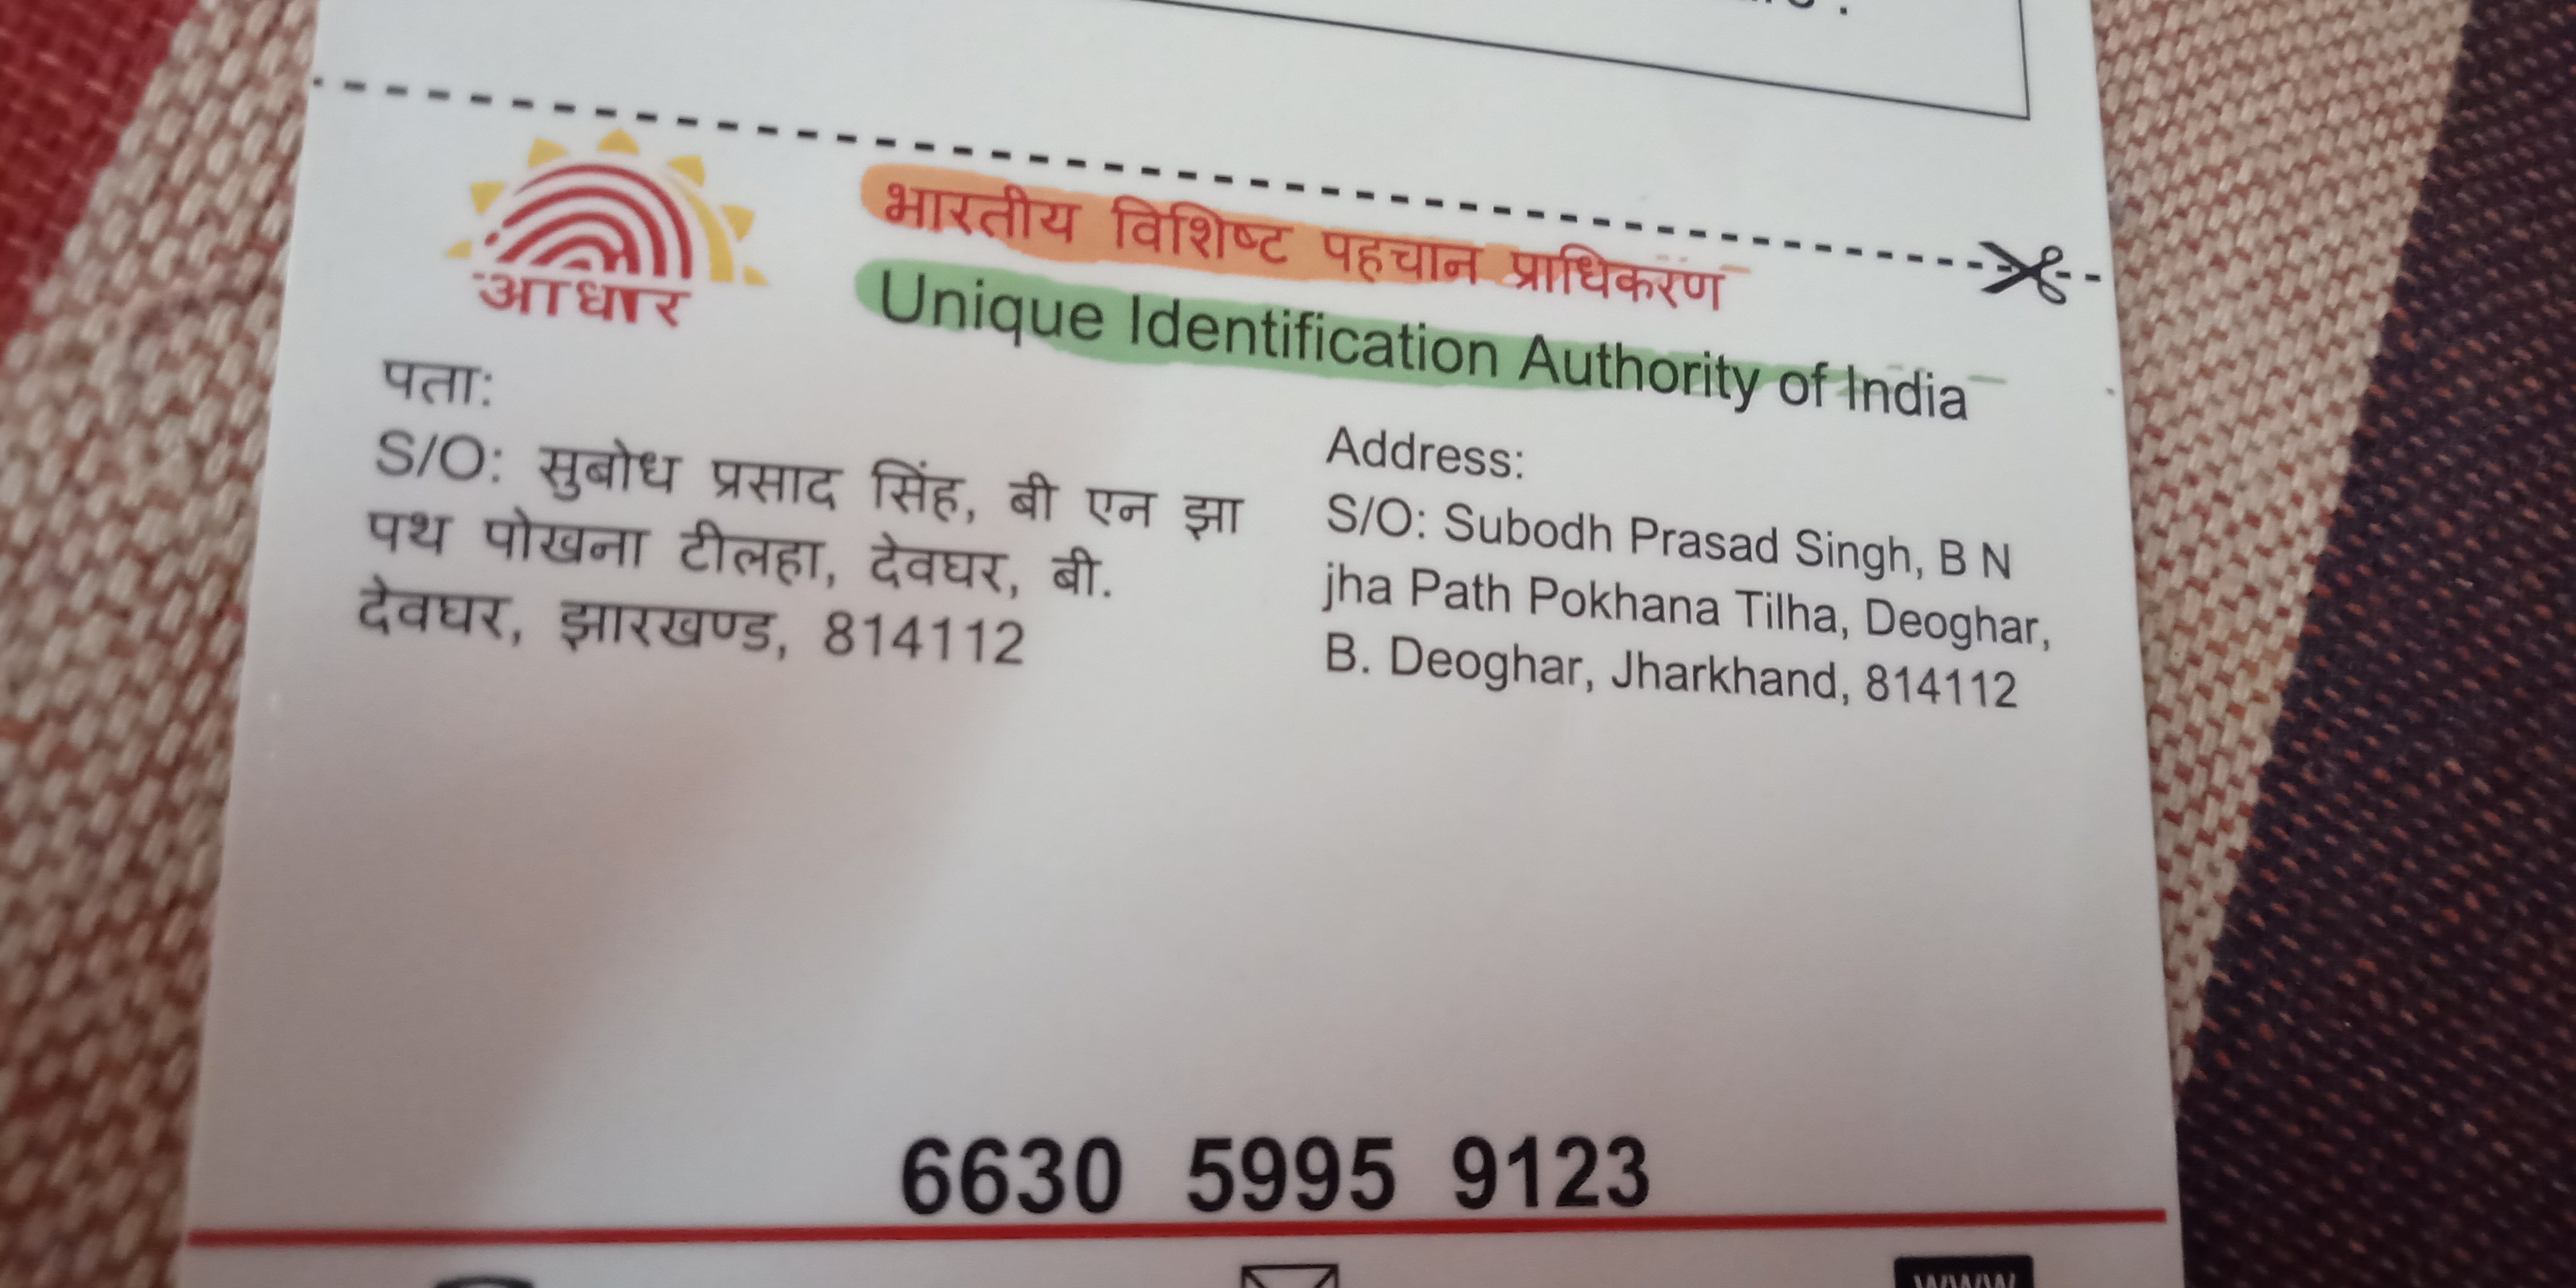 आधार
भारतीय विशिष्ट पहचान प्राधिकरण
Unique Identification Authority of India
पता:
S/O: सुबोध प्रसाद सिंह, बी एन झा
पथ पोखना टीलहा, देवघर, बी.
देवघर, झारखण्ड, 814112
Address:
S/O: Subodh Prasad Singh, B N
jha Path Pokhana Tilha, Deoghar,
B. Deoghar, Jharkhand, 814112
6630 5995 9123
www